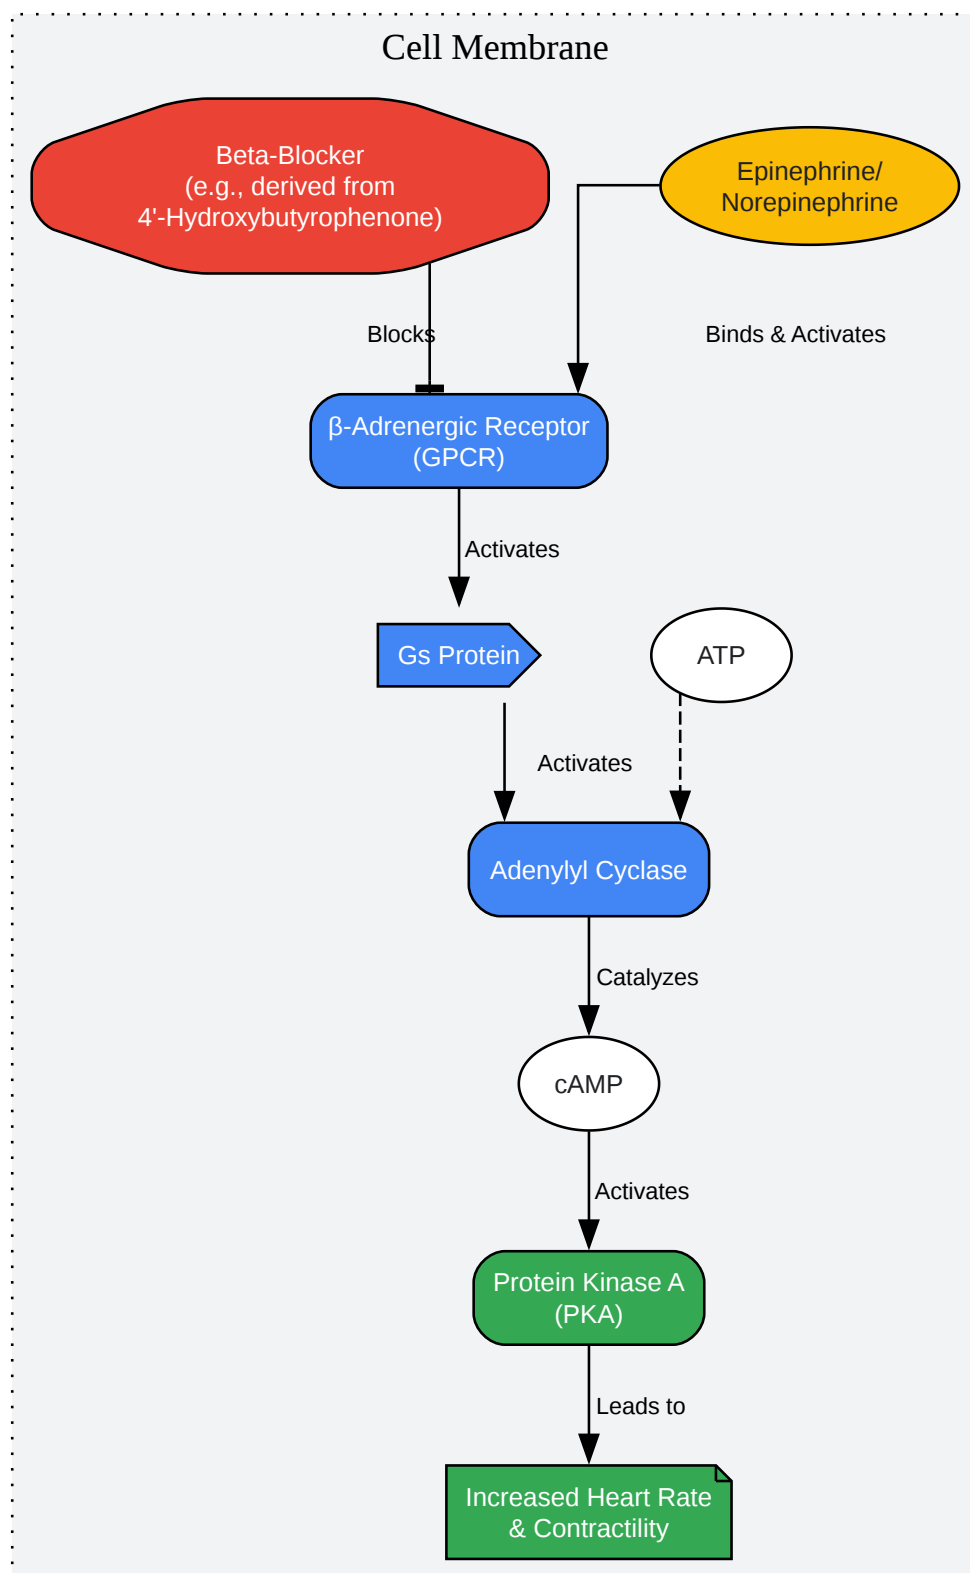 Cell Membrane
Beta-Blocker
(e.g., derived from
4'-Hydroxybutyrophenone)
Epinephrine/
Norepinephrine
Blocks
Binds & Activates
β-Adrenergic Receptor
(GPCR)
Activates
Gs Protein
ATP
Activates
Adenylyl Cyclase
Catalyzes
cAMP
Activates
Protein Kinase A
(PKA)
Leads to
Increased Heart Rate
& Contractility